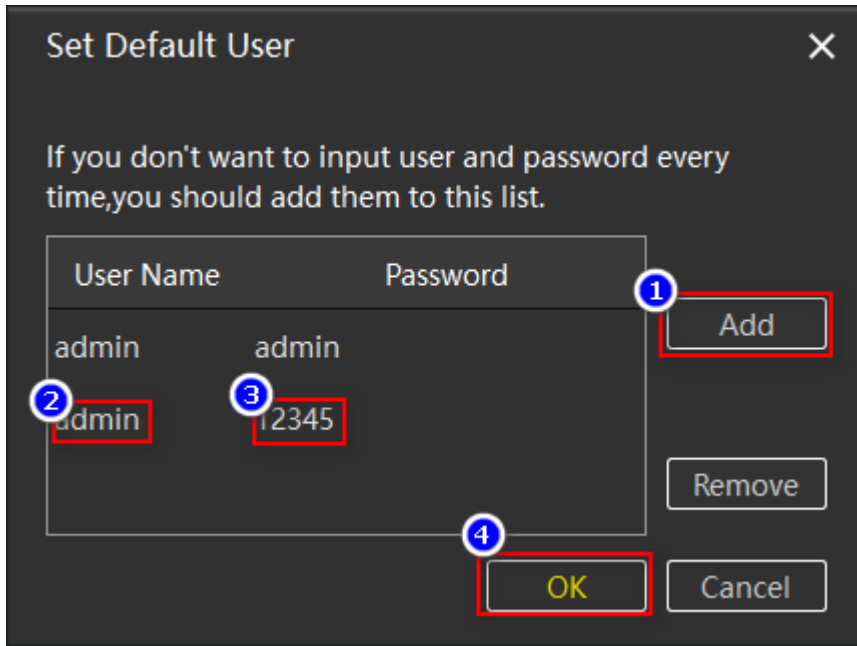 Set Default User
If you don't want to input user and password every
time,you should add them to this list.
User Name Password
1
Add
admin admin
2 admin 3 12345
Remove
4
OK Cancel